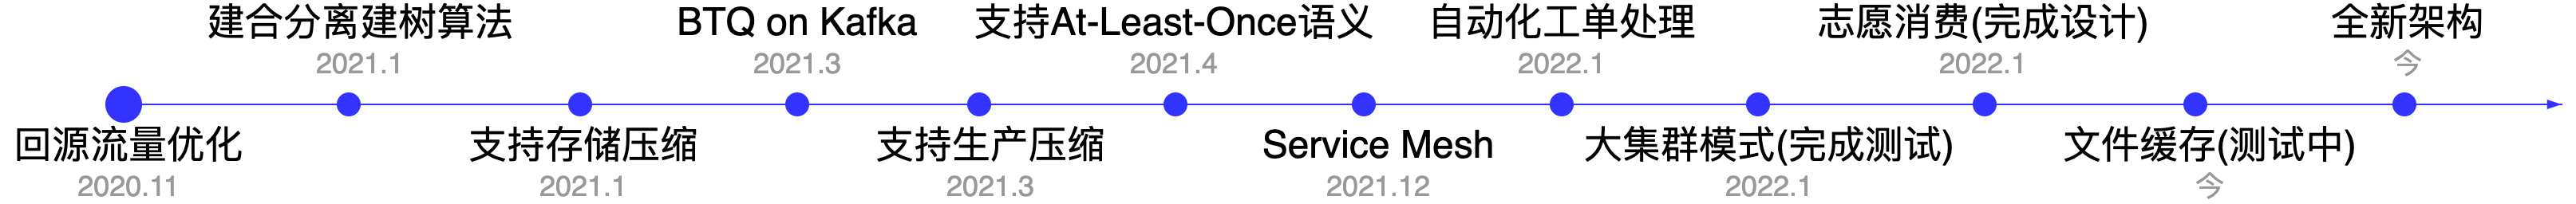 建合分离建树算法
2021.1
BTQ on Kafka
2021.3
支持At-Least-Once语义
2021.4
自动化工单处理
2022.1
志愿消费(完成设计)
2022.1
全新架构
今
回源流量优化
2020.11
支持存储压缩
2021.1
支持生产压缩
2021.3
Service Mesh
2021.12
大集群模式(完成测试)
2022.1
文件缓存(测试中)
今